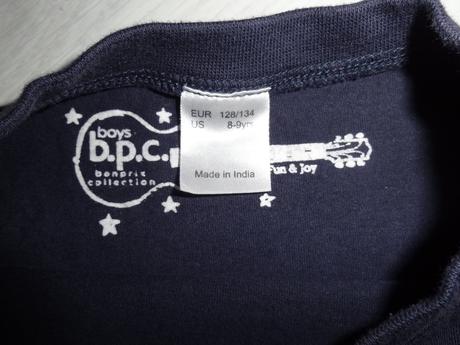 boys
b.p.c.
bonprix
collection
EUR 128/134
US 8-9yrs
Made in India
Fun & Joy